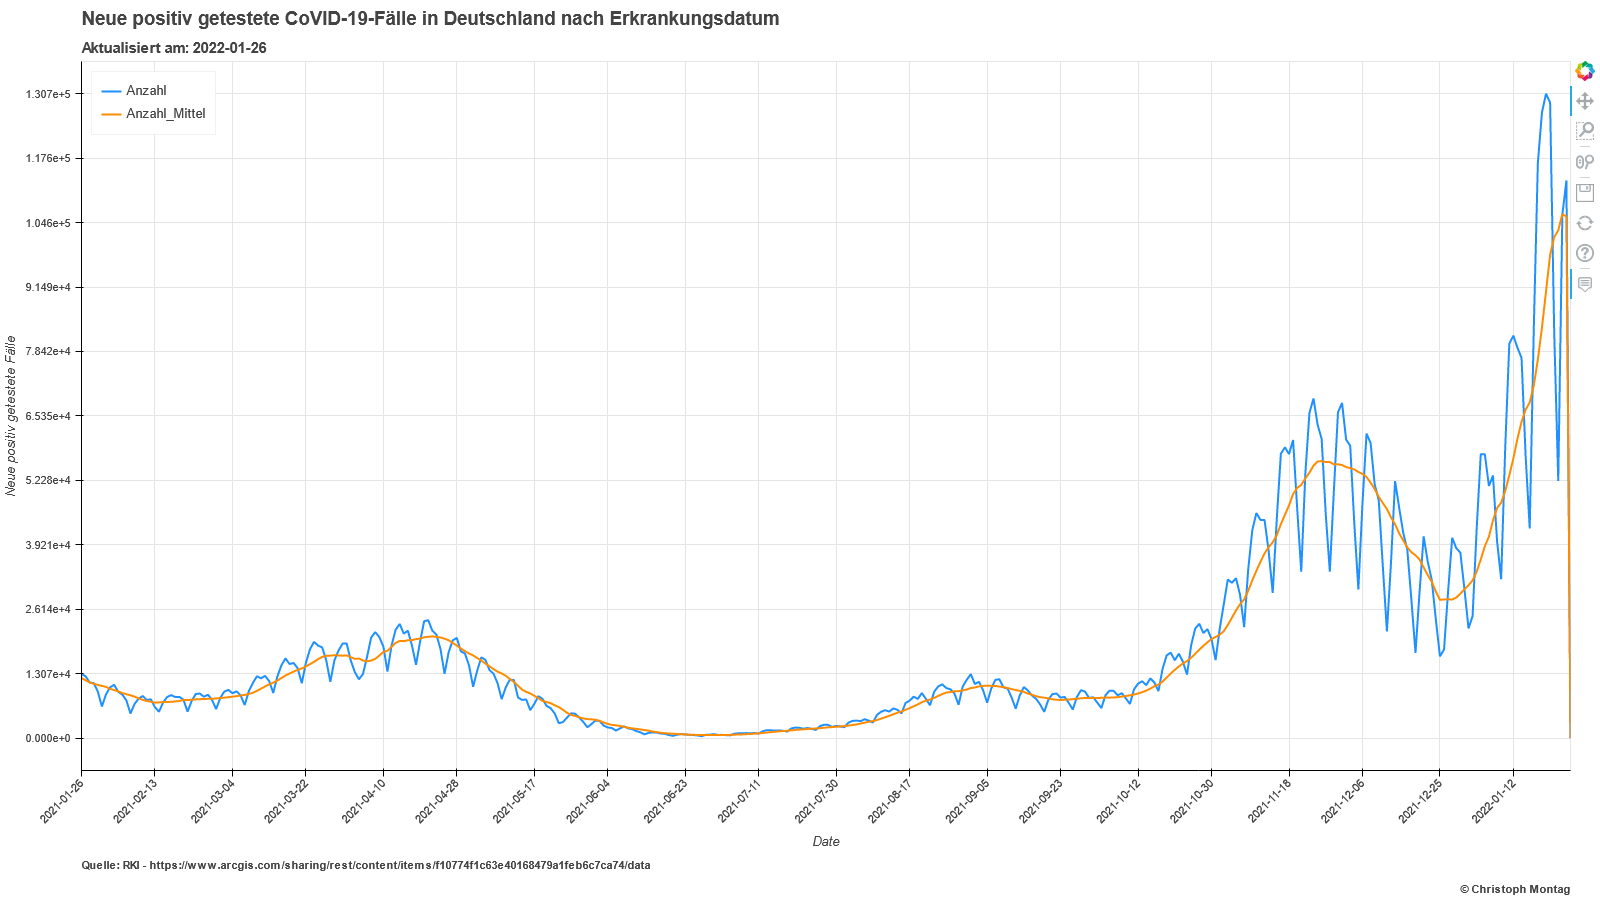 Neue positiv getestete CoVID-19-Fälle in Deutschland nach Erkrankungsdatum
Aktualisiert am: 2022-01-26
Anzahl
Anzahl_Mittel
1.307e+5
1.176e+5
1.046e+5
9.149e+4
7.842e+4
6.535e+4
5.228e+4
3.921e+4
2.614e+4
1.307e+4
0.000e+0
Neue positiv getestete Fälle
2021-01-26
2021-02-13
2021-03-04
2021-03-22
2021-04-10
2021-04-28
2021-05-17
2021-06-04
2021-06-23
2021-07-11
2021-07-30
2021-08-17
2021-09-05
2021-09-23
2021-10-12
2021-10-30
2021-11-18
2021-12-06
2021-12-25
2022-01-12
Date
Quelle: RKI - https://www.arcgis.com/sharing/rest/content/items/f10774f1c63e40168479a1feb6c7ca74/data
© Christoph Montag